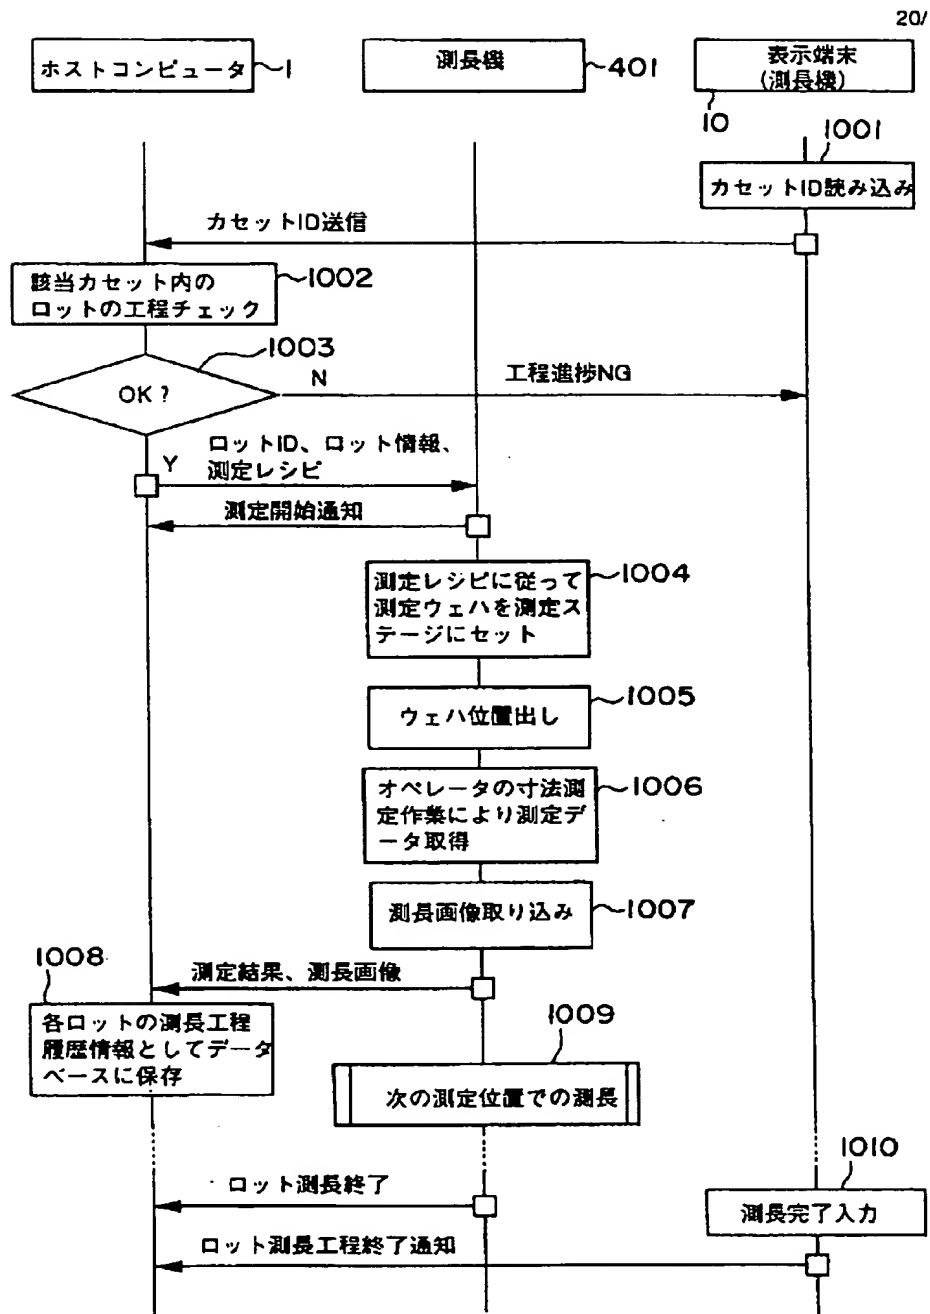 20/
ホストコンピュータ
1
測長機
401
表示端末
(測長機)
10
1001
カセットID読み込み
カセットID送信
該当カセット内の
ロットの工程チェック
1002
1003
OK?
N
工程進捗NG
Y
ロットID、ロット情報、
測定レシピ
測定開始通知
測定レシピに従って
測定ウェハを測定ス
テージにセット
1004
ウェハ位置出し
1005
オペレータの寸法測
定作業により測定デ
ータ取得
1006
測長画像取り込み
1007
1008
測定結果、測長画像
各ロットの測長工程
履歴情報としてデータ
ベースに保存
1009
次の測定位置での測長
1010
ロット測長終了
測長完了入力
ロット測長工程終了通知